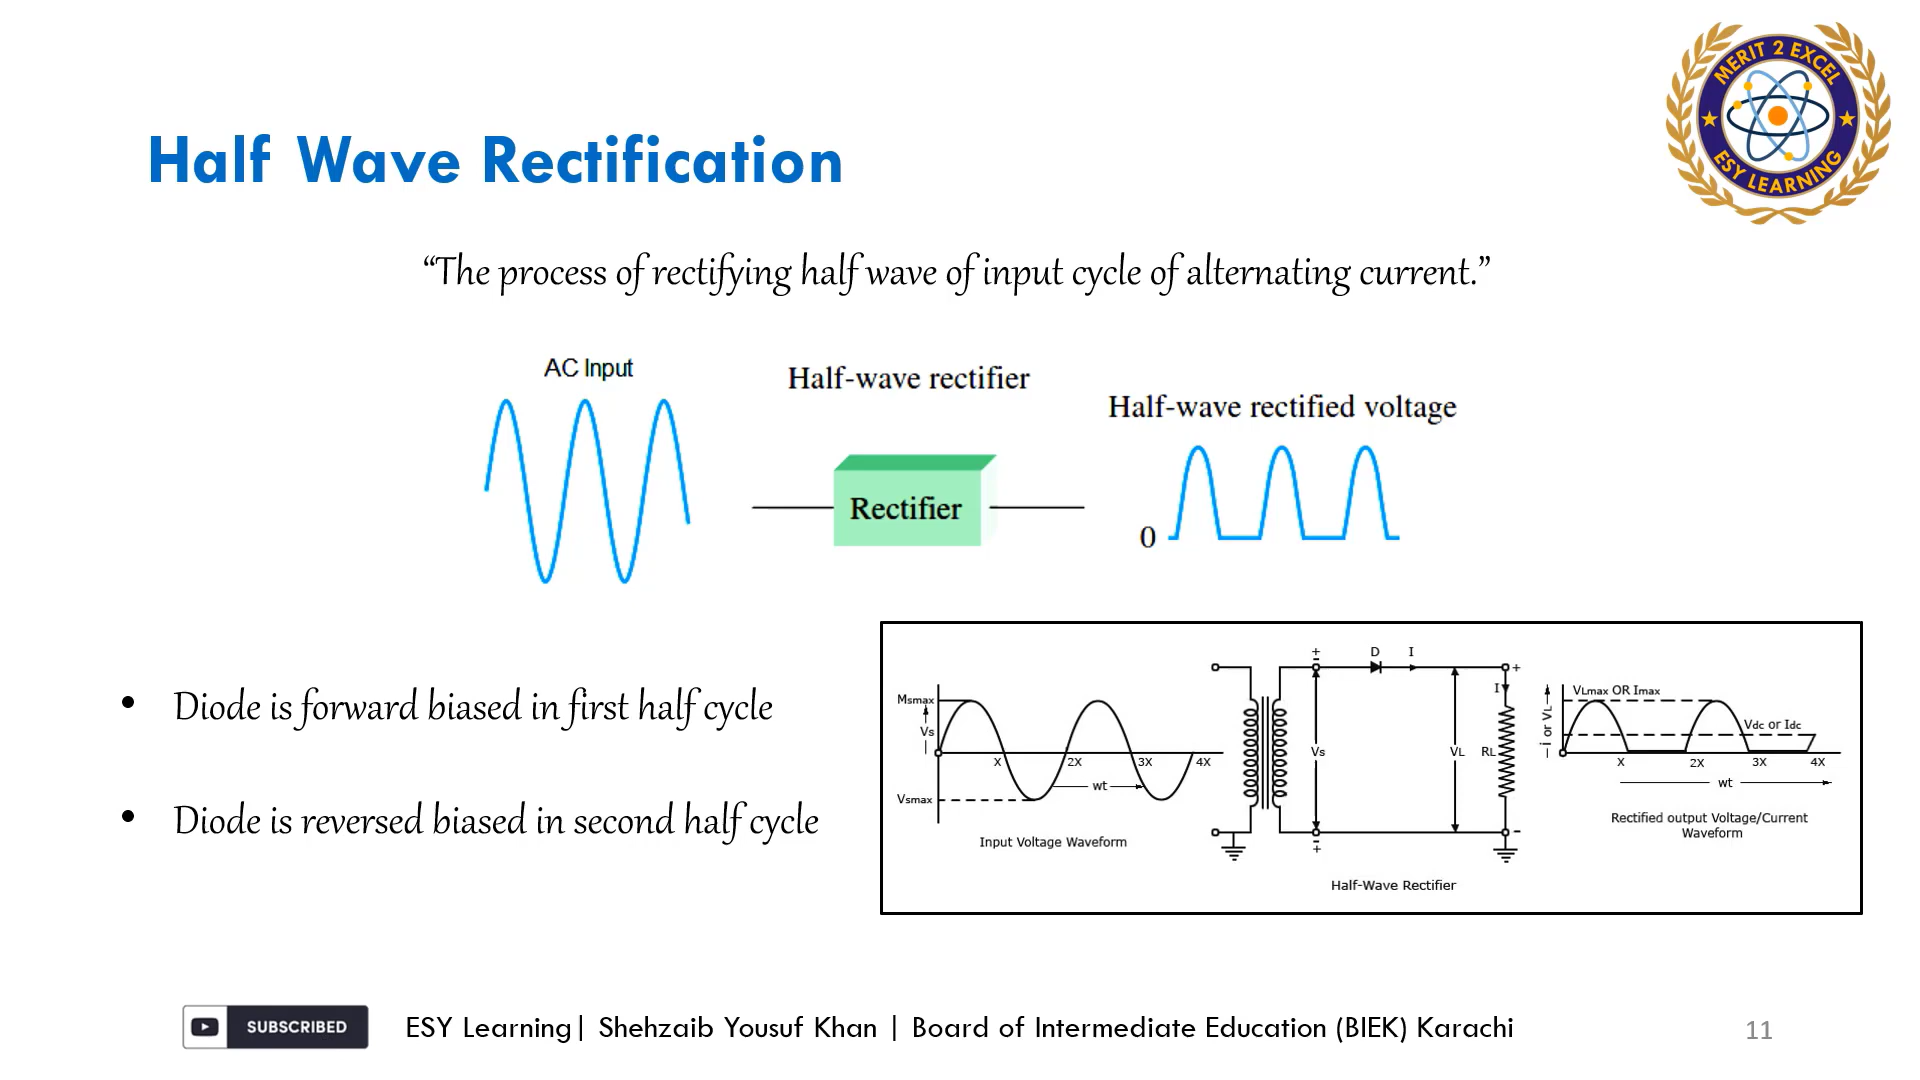 MERIT 2 EXCEL
ESY LEARNING
Half Wave Rectification
“The process of rectifying half wave of input cycle of alternating current.”
AC Input
Half-wave rectifier
Half-wave rectified voltage
Rectifier
0
• Diode is forward biased in first half cycle
• Diode is reversed biased in second half cycle
Msmax
Vs
Vsmax
X 2X 3X 4X
wt
Input Voltage Waveform
+
-
D I
+
I
Vs
VL
RL
-
+
-
Half-Wave Rectifier
VLmax OR Imax
i or VL
Vdc or Idc
X 2X 3X 4X
wt
Rectified output Voltage/Current
Waveform
SUBSCRIBED
ESY Learning| Shehzaib Yousuf Khan | Board of Intermediate Education (BIEK) Karachi
11